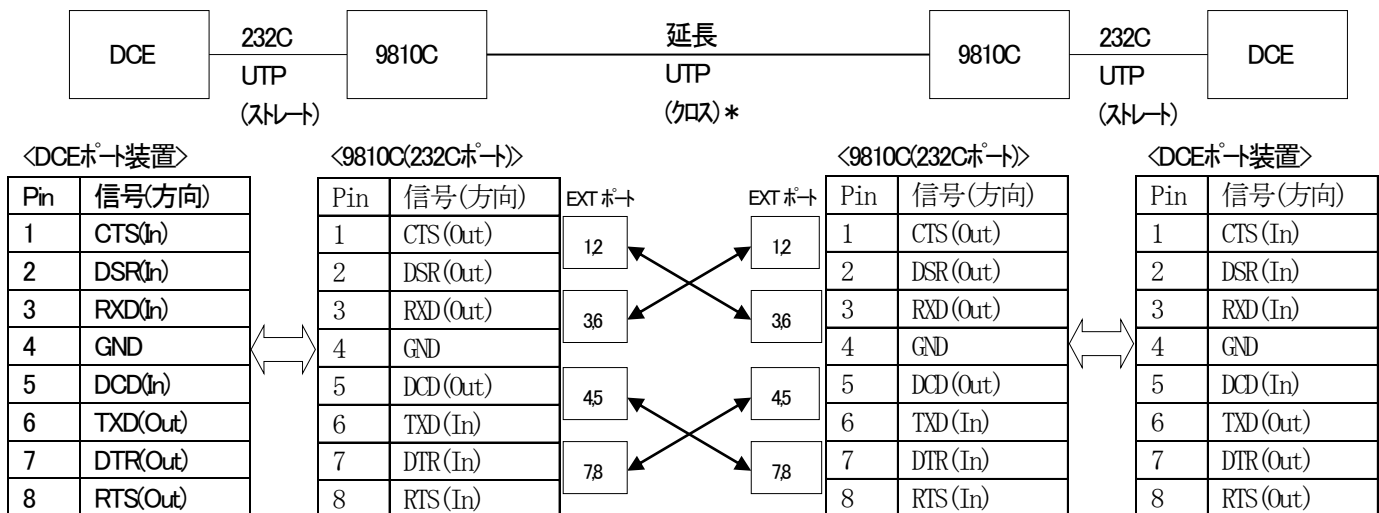 DCE 232C 9810C 延長 9810C 232C DCE
UTP UTP UTP
(ストレート) (クロス)* (ストレート)
<DCEポート装置> <9810C(232Cポート)> <9810C(232Cポート)> <DCEポート装置>
Pin 信号(方向) Pin 信号(方向) EXTポート EXTポート Pin 信号(方向) Pin 信号(方向)
1 CTS(In) 1 CTS(Out) 1,2 1,2 1 CTS(Out) 1 CTS(In)
2 DSR(In) 2 DSR(Out) 2 DSR(Out) 2 DSR(In)
3 RXD(In) 3 RXD(Out) 3,6 3,6 3 RXD(Out) 3 RXD(In)
4 GND 4 GND 4 GND 4 GND
5 DCD(In) 5 DCD(Out) 4,5 4,5 5 DCD(Out) 5 DCD(In)
6 TXD(Out) 6 TXD(In) 6 TXD(In) 6 TXD(Out)
7 DTR(Out) 7 DTR(In) 7,8 7,8 7 DTR(In) 7 DTR(Out)
8 RTS(Out) 8 RTS(In) 8 RTS(In) 8 RTS(Out)